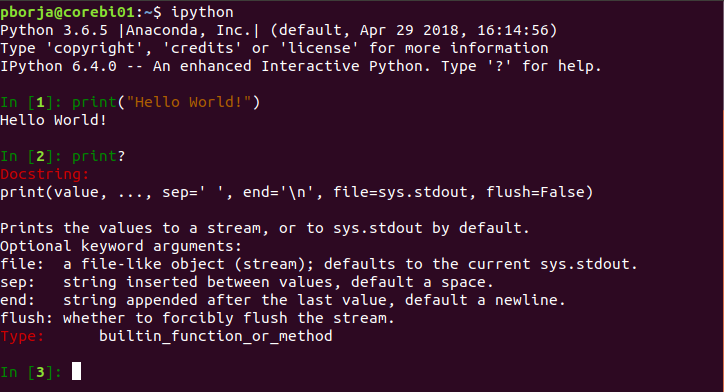 pborja@corebi01:~$ ipython
Python 3.6.5 |Anaconda, Inc.| (default, Apr 29 2018, 16:14:56)
Type 'copyright', 'credits' or 'license' for more information
IPython 6.4.0 -- An enhanced Interactive Python. Type '?' for help.

In [1]: print("Hello World!")
Hello World!

In [2]: print?
Docstring:
print(value, ..., sep=' ', end='\n', file=sys.stdout, flush=False)

Prints the values to a stream, or to sys.stdout by default.
Optional keyword arguments:
file:  a file-like object (stream); defaults to the current sys.stdout.
sep:   string inserted between values, default a space.
end:   string appended after the last value, default a newline.
flush: whether to forcibly flush the stream.
Type:      builtin_function_or_method

In [3]: